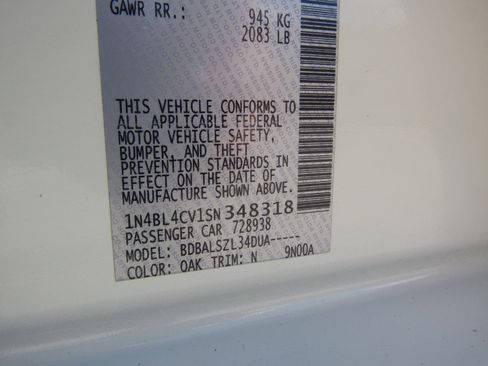 GAWR RR.: 945 KG
2083 LB
THIS VEHICLE CONFORMS TO
ALL APPLICABLE FEDERAL
MOTOR VEHICLE SAFETY,
BUMPER, AND THEFT
PREVENTION STANDARDS IN
EFFECT ON THE DATE OF
MANUFACTURE SHOWN ABOVE.
1N4BL4CV1SN348318
PASSENGER CAR 728938
MODEL: BDBALSZL34DUA-----
COLOR: QAK TRIM: N 9N00A